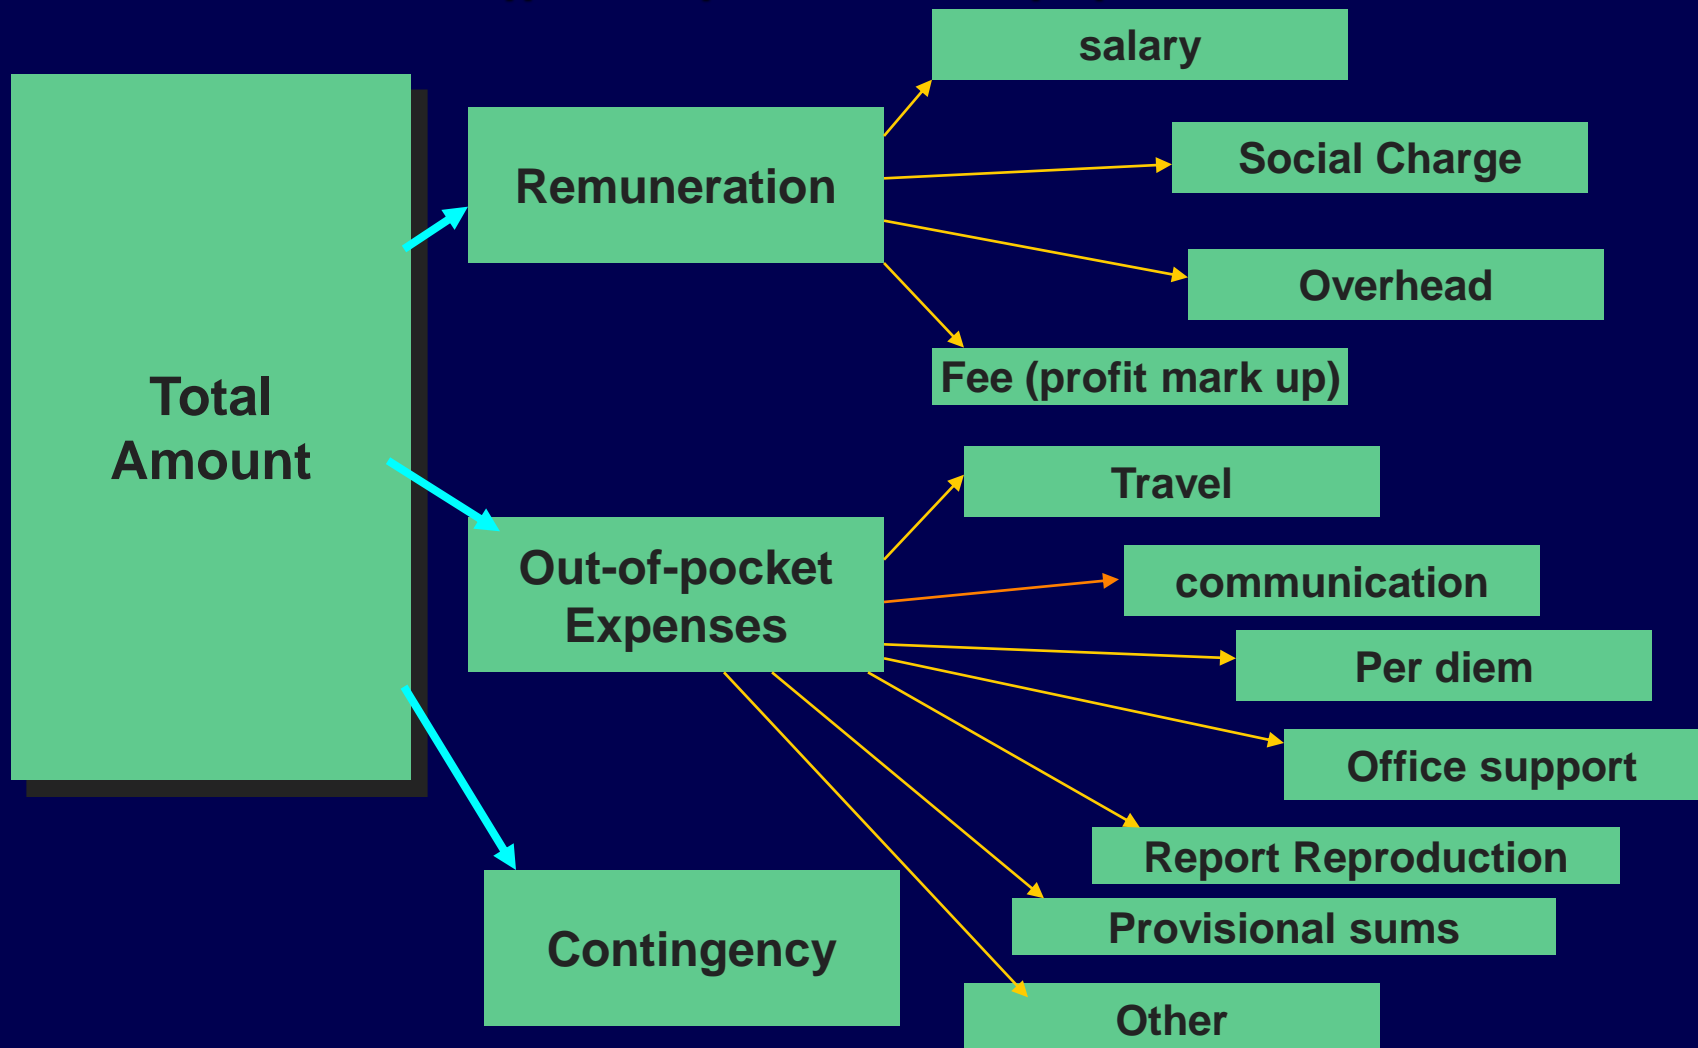 salary
Social Charge
Remuneration
Overhead
Fee (profit mark up)
Total
Amount
Travel
Out-of-pocket
Expenses
communication
Per diem
Office support
Report Reproduction
Provisional sums
Contingency
Other